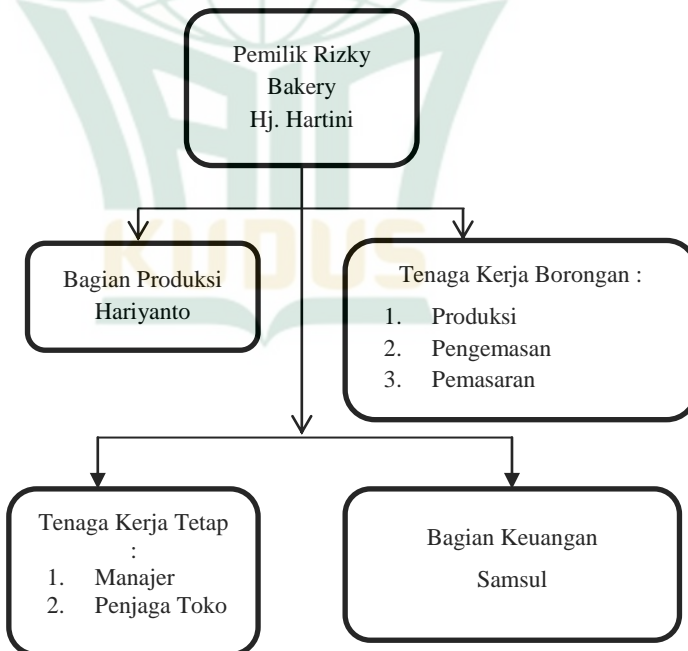 Pemilik Rizky
Bakery
Hj. Hartini
KUDUS
Bagian Produksi
Hariyanto
Tenaga Kerja Borongan :
1. Produksi
2. Pengemasan
3. Pemasaran
Tenaga Kerja Tetap
:
1. Manajer
2. Penjaga Toko
Bagian Keuangan
Samsul